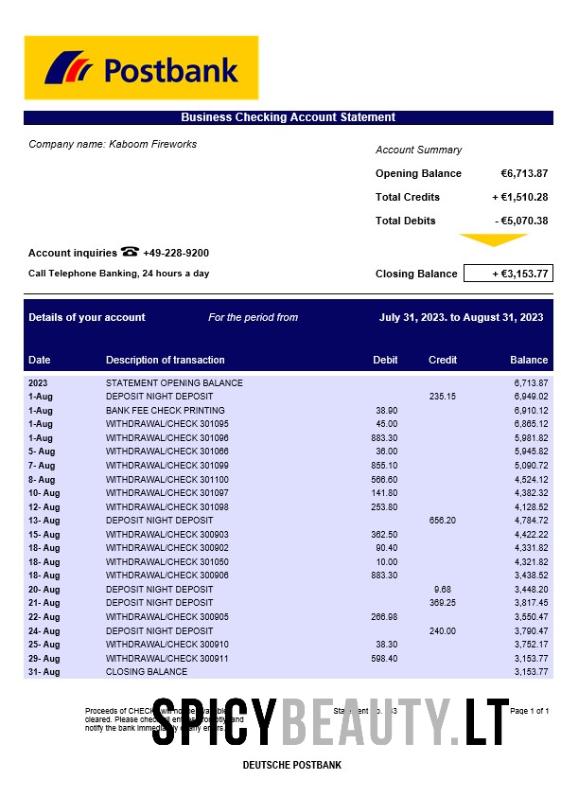 Postbank
Business Checking Account Statement
Company name: Kaboom Fireworks
Account Summary
Opening Balance €6,713.87
Total Credits + €1,510.28
Total Debits - €5,070.38
Account inquiries ☎ +49-228-9200
Call Telephone Banking, 24 hours a day
Closing Balance + €3,153.77
Details of your account For the period from July 31, 2023. to August 31, 2023
Date Description of transaction Debit Credit Balance
2023 STATEMENT OPENING BALANCE 6,713.87
1-Aug DEPOSIT NIGHT DEPOSIT 235.15 6,949.02
1-Aug BANK FEE CHECK PRINTING 38.90 6,910.12
1-Aug WITHDRAWAL/CHECK 301095 45.00 6,865.12
1-Aug WITHDRAWAL/CHECK 301096 883.30 5,981.82
5- Aug WITHDRAWAL/CHECK 301066 36.00 5,945.82
7- Aug WITHDRAWAL/CHECK 301099 855.10 5,090.72
8- Aug WITHDRAWAL/CHECK 301100 566.60 4,524.12
10- Aug WITHDRAWAL/CHECK 301097 141.80 4,382.32
12- Aug WITHDRAWAL/CHECK 301098 253.80 4,128.52
13- Aug DEPOSIT NIGHT DEPOSIT 656.20 4,784.72
15- Aug WITHDRAWAL/CHECK 300903 362.50 4,422.22
18- Aug WITHDRAWAL/CHECK 300902 90.40 4,331.82
18- Aug WITHDRAWAL/CHECK 301050 10.00 4,321.82
18- Aug WITHDRAWAL/CHECK 300906 883.30 3,438.52
20- Aug DEPOSIT NIGHT DEPOSIT 9.68 3,448.20
21- Aug DEPOSIT NIGHT DEPOSIT 369.25 3,817.45
22- Aug WITHDRAWAL/CHECK 300905 266.98 3,550.47
24- Aug DEPOSIT NIGHT DEPOSIT 240.00 3,790.47
25- Aug WITHDRAWAL/CHECK 300910 38.30 3,752.17
29- Aug WITHDRAWAL/CHECK 300911 598.40 3,153.77
31- Aug CLOSING BALANCE 3,153.77
Proceeds of Page 1 of 1
cleared. Please and
notify the bank
SPICYBEAUTY.LT
DEUTSCHE POSTBANK